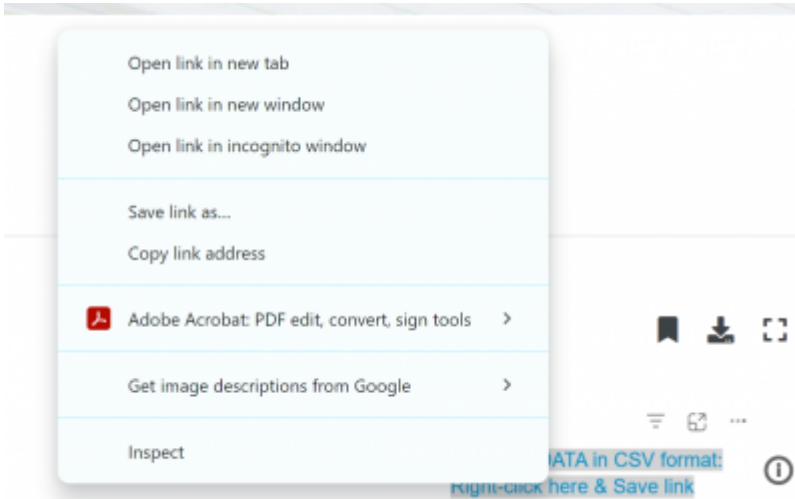 Open link in new tab
Open link in new window
Open link in incognito window
Save link as...
Copy link address
Adobe Acrobat: PDF edit, convert, sign tools
Get image descriptions from Google
Inspect
DATA in CSV format:
Right-click here & Save link